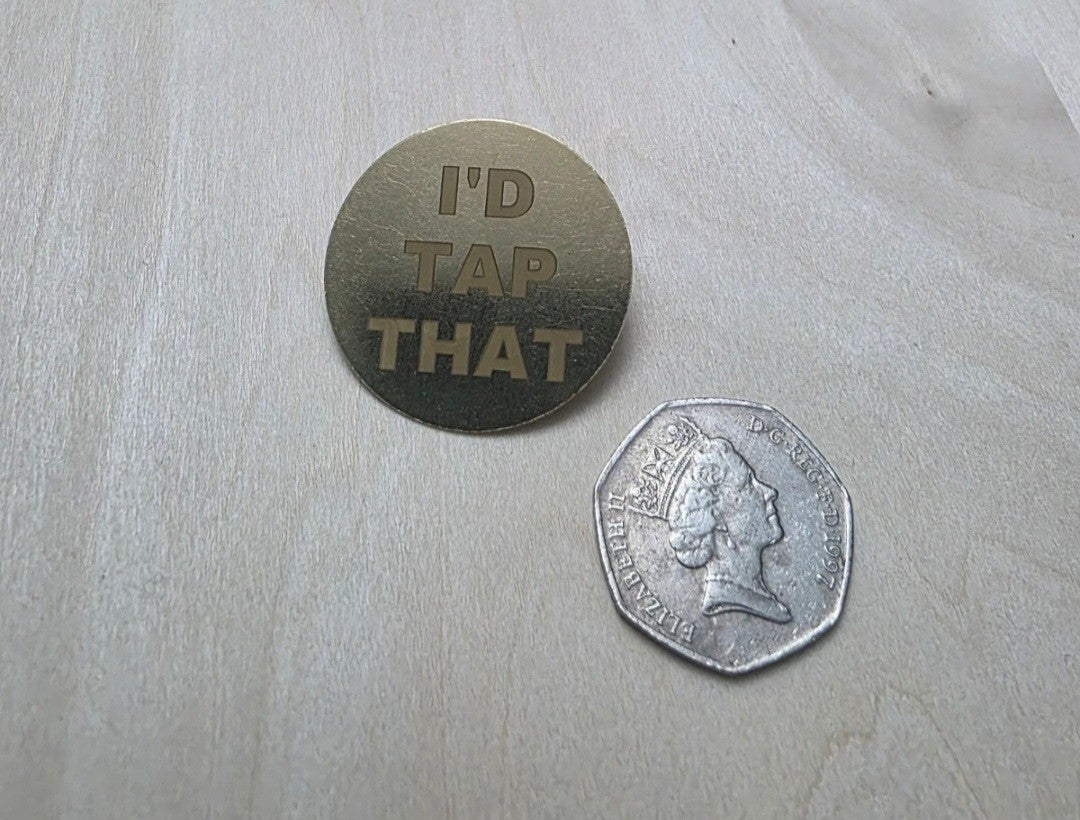 I'D
TAP
THAT
ELIZABETH II
D·G·REG·F·D·1997